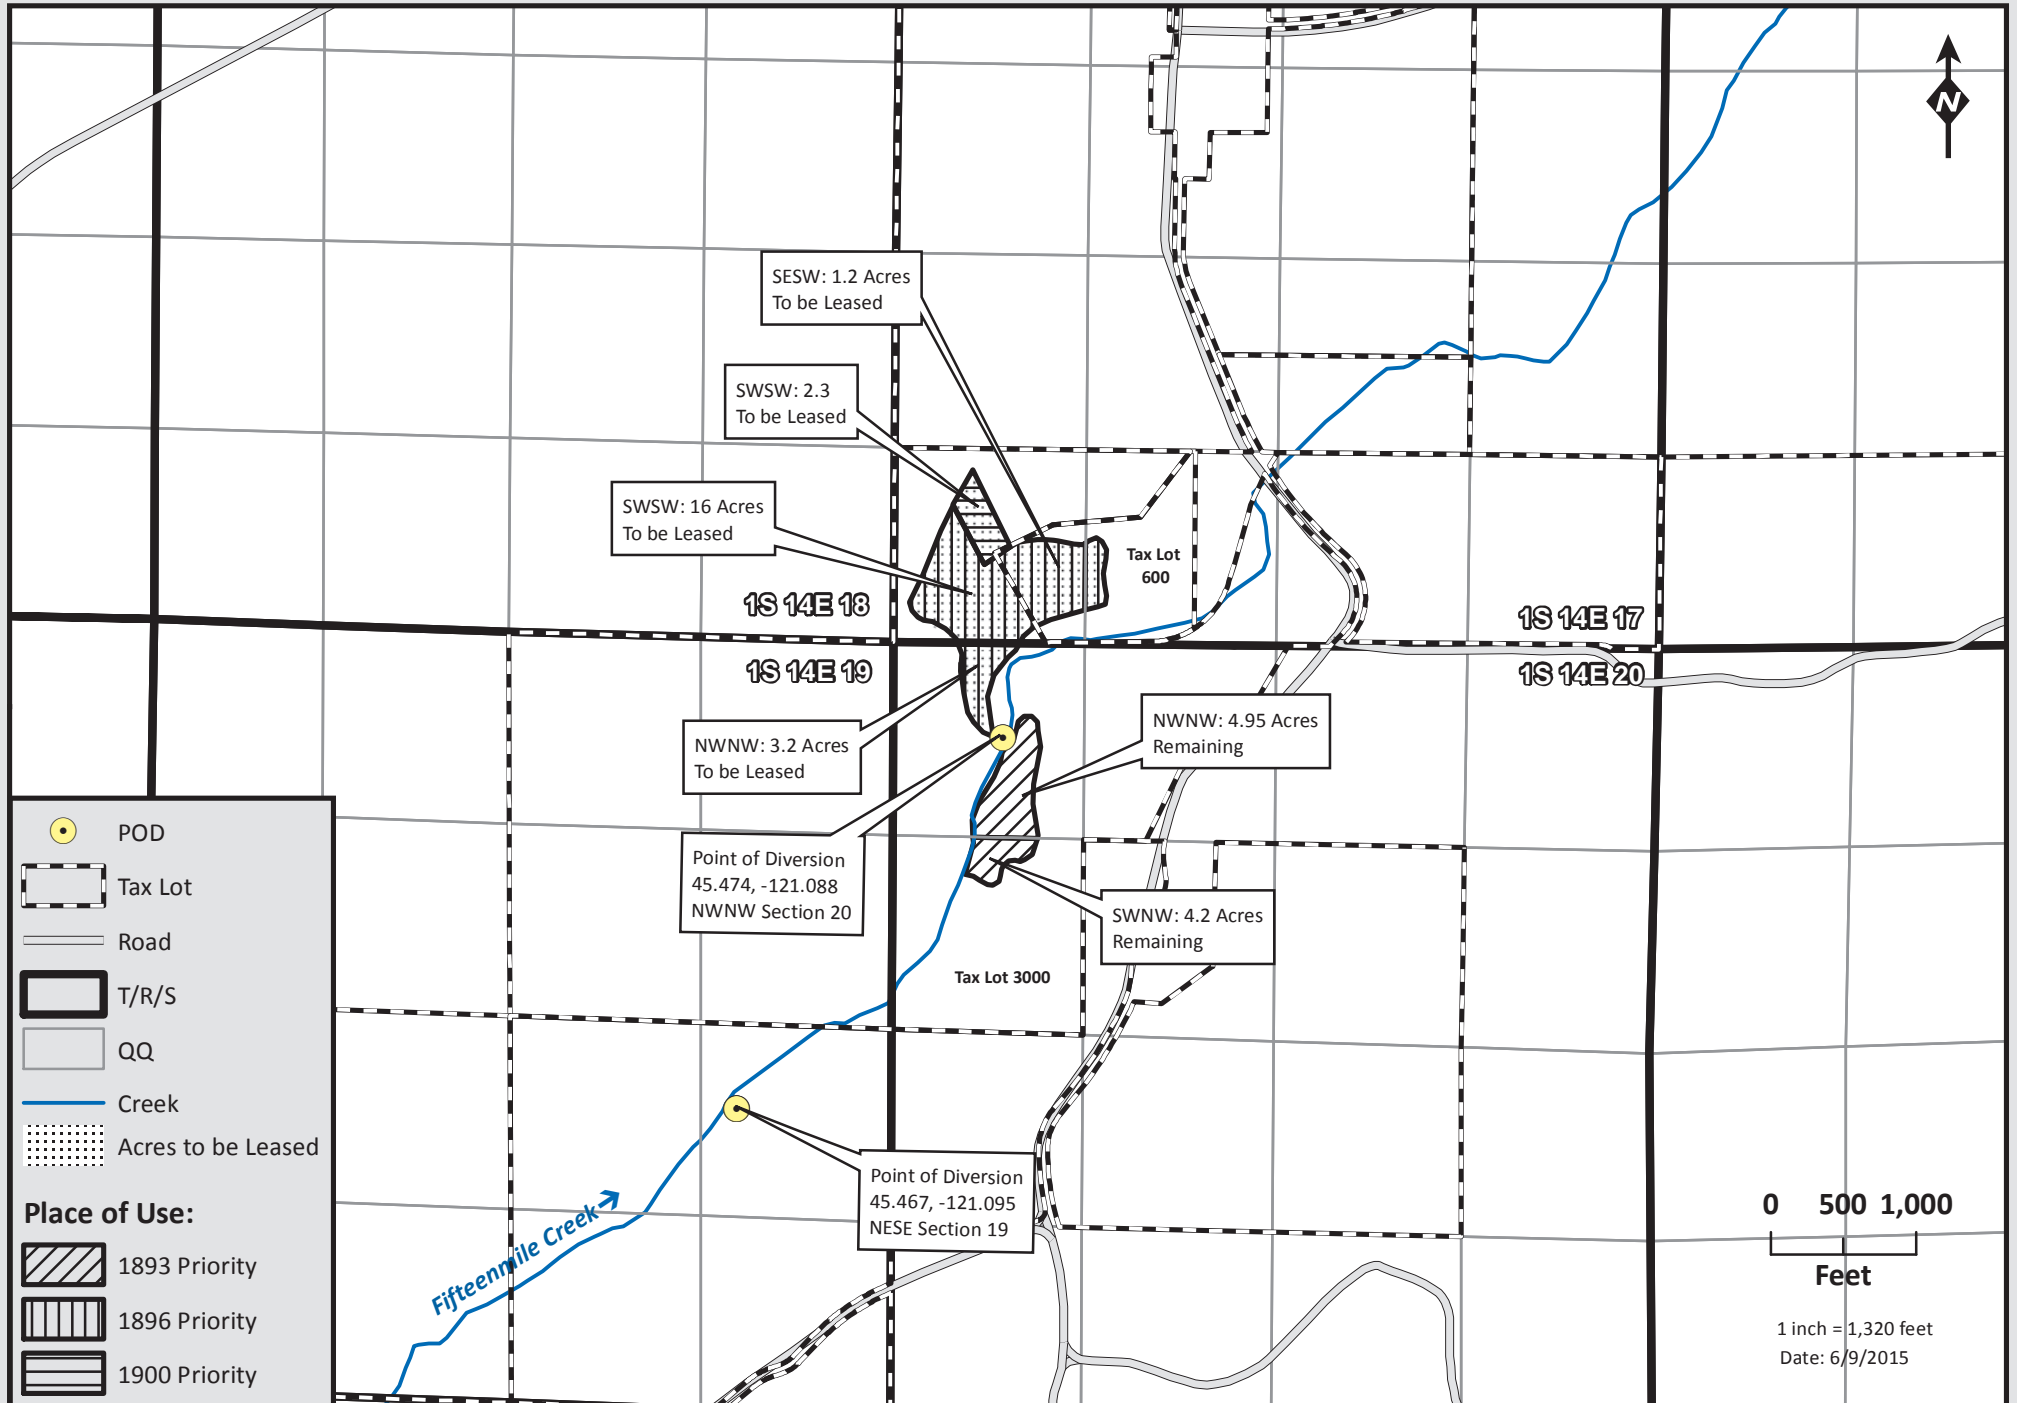 N
SESW: 1.2 Acres
To be Leased
SWSW: 2.3
To be Leased
SWSW: 16 Acres
To be Leased
Tax Lot
600
1S 14E 18
1S 14E 17
1S 14E 19
1S 14E 20
NWNW: 4.95 Acres
Remaining
NWNW: 3.2 Acres
To be Leased
Point of Diversion
45.474, -121.088
NWNW Section 20
SWNW: 4.2 Acres
Remaining
Tax Lot 3000
Point of Diversion
45.467, -121.095
NESE Section 19
Fifteenmile Creek
POD
Tax Lot
Road
T/R/S
QQ
Creek
Acres to be Leased
Place of Use:
1893 Priority
1896 Priority
1900 Priority
0 500 1,000
Feet
1 inch = 1,320 feet
Date: 6/9/2015